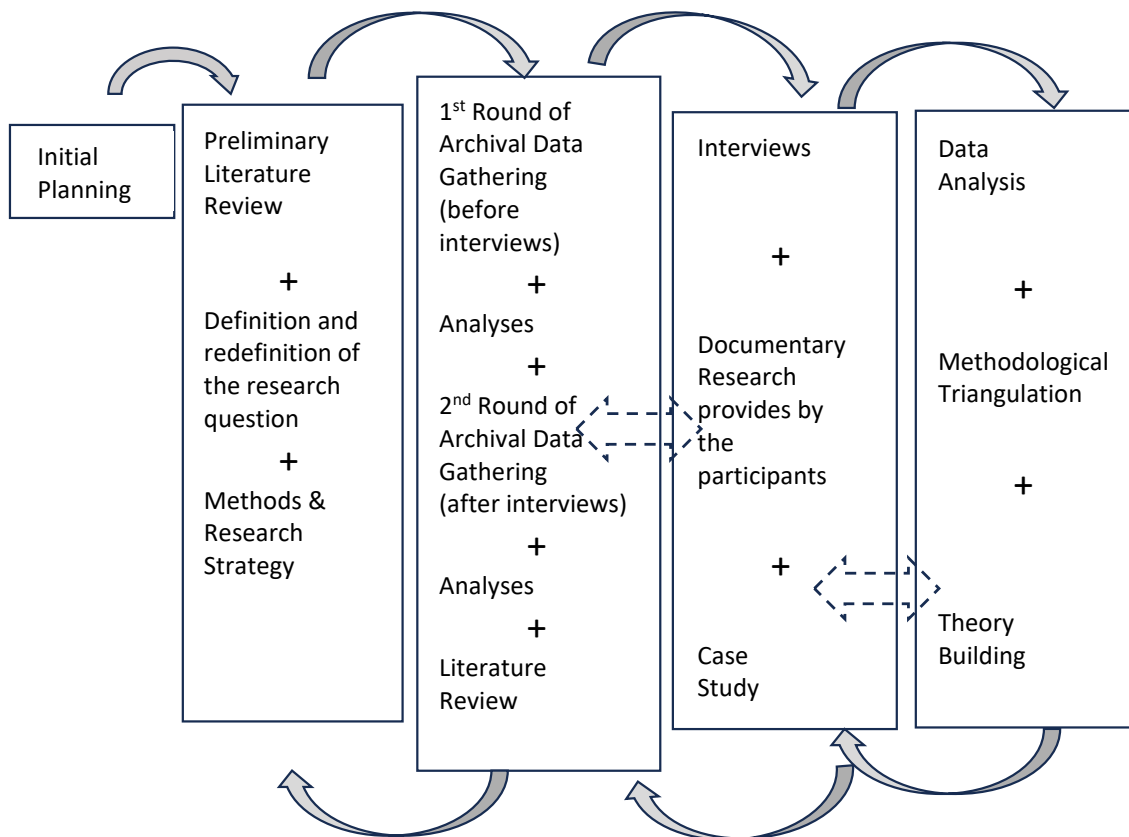 Initial
Planning
Preliminary
Literature
Review
+
Definition and
redefinition of
the research
question
+
Methods &
Research
Strategy
1st Round of
Archival Data
Gathering
(before
interviews)
+
Analyses
+
2nd Round of
Archival Data
Gathering
(after interviews)
+
Analyses
+
Literature
Review
Interviews
+
Documentary
Research
provides by
the
participants
+
Case
Study
Data
Analysis
+
Methodological
Triangulation
+
Theory
Building